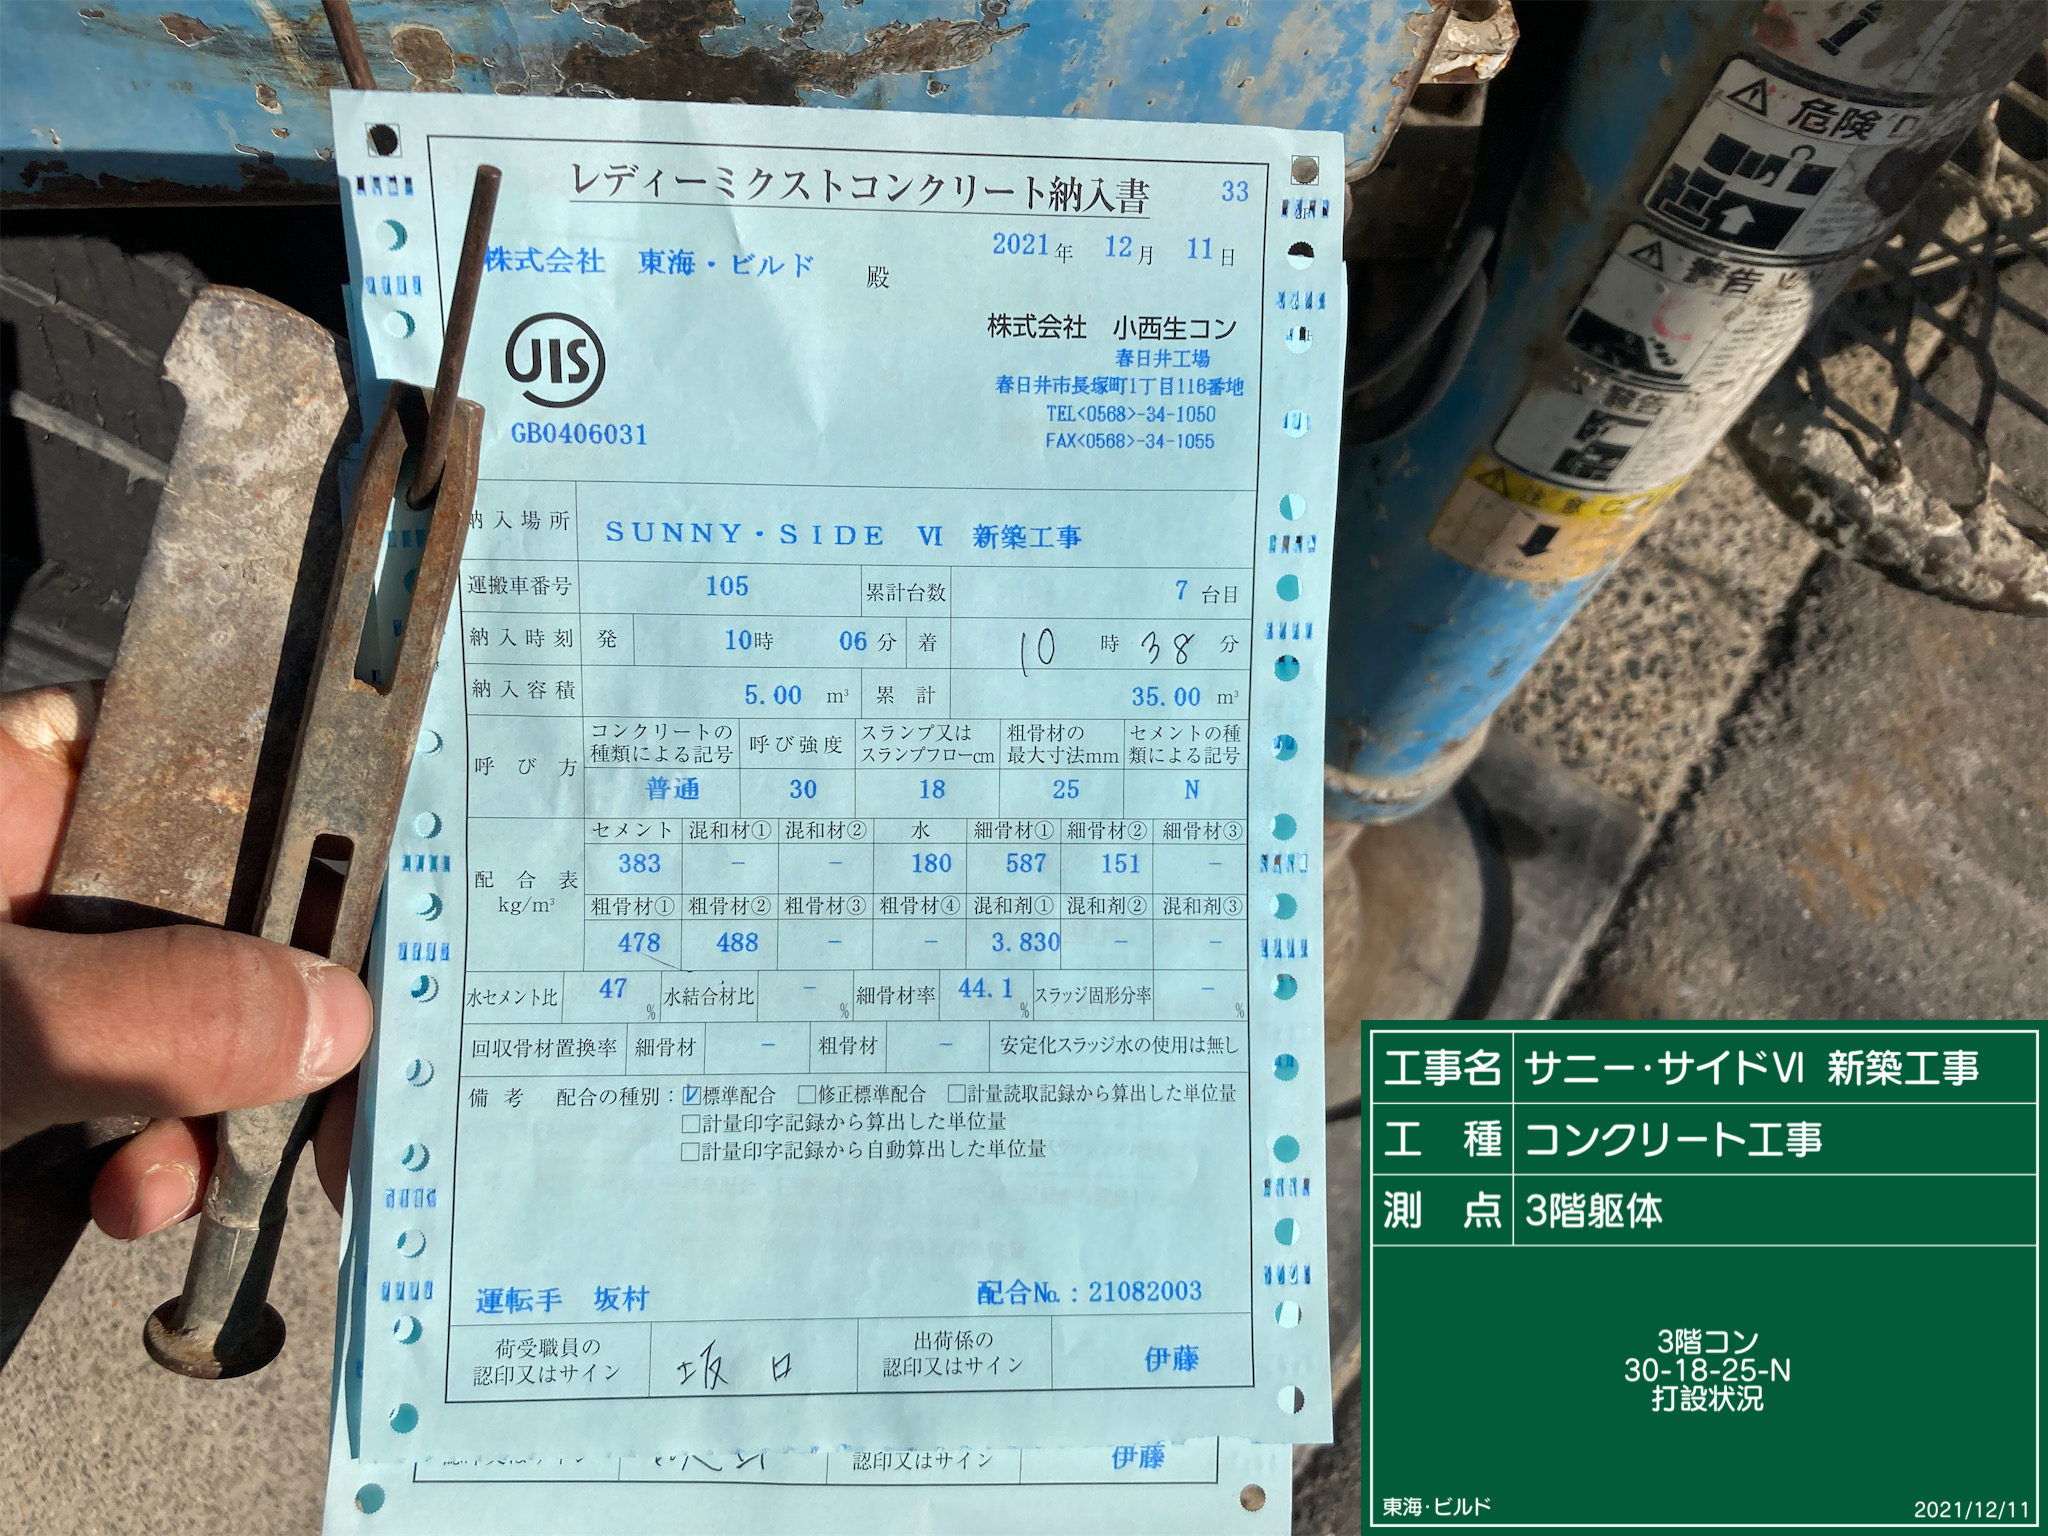 レディーミクストコンクリート納入書 33
2021年 12月 11日
株式会社 東海・ビルド 殿
JIS
GB0406031
株式会社 小西生コン
春日井工場
春日井市長塚町1丁目116番地
TEL<0568>-34-1050
FAX<0568>-34-1055
納入場所 SUNNY・SIDE Ⅵ 新築工事
運搬車番号 105 累計台数 7 台目
納入時刻 発 10時 06分 着 10時 38分
納入容積 5.00 m³ 累計 35.00 m³
呼び方
コンクリートの種類による記号 呼び強度 スランプ又はスランプフローcm 粗骨材の最大寸法mm セメントの種類による記号
普通 30 18 25 N
配合表 kg/m³
セメント 混和材① 混和材② 水 細骨材① 細骨材② 細骨材③
383 － － 180 587 151 －
粗骨材① 粗骨材② 粗骨材③ 粗骨材④ 混和剤① 混和剤② 混和剤③
478 488 － － 3.830 － －
水セメント比 47 % 水結合材比 － % 細骨材率 44.1 % スラッジ固形分率 － %
回収骨材置換率 細骨材 － 粗骨材 － 安定化スラッジ水の使用は無し
備考 配合の種別：☑標準配合 □修正標準配合 □計量読取記録から算出した単位量
□計量印字記録から算出した単位量
□計量印字記録から自動算出した単位量
運転手 坂村 配合№.：21082003
荷受職員の認印又はサイン 坂口 出荷係の認印又はサイン 伊藤
認印又はサイン 伊藤
危険
警告
警告
注意
工事名 サニー・サイドⅥ 新築工事
工種 コンクリート工事
測点 3階躯体
3階コン
30-18-25-N
打設状況
東海・ビルド 2021/12/11